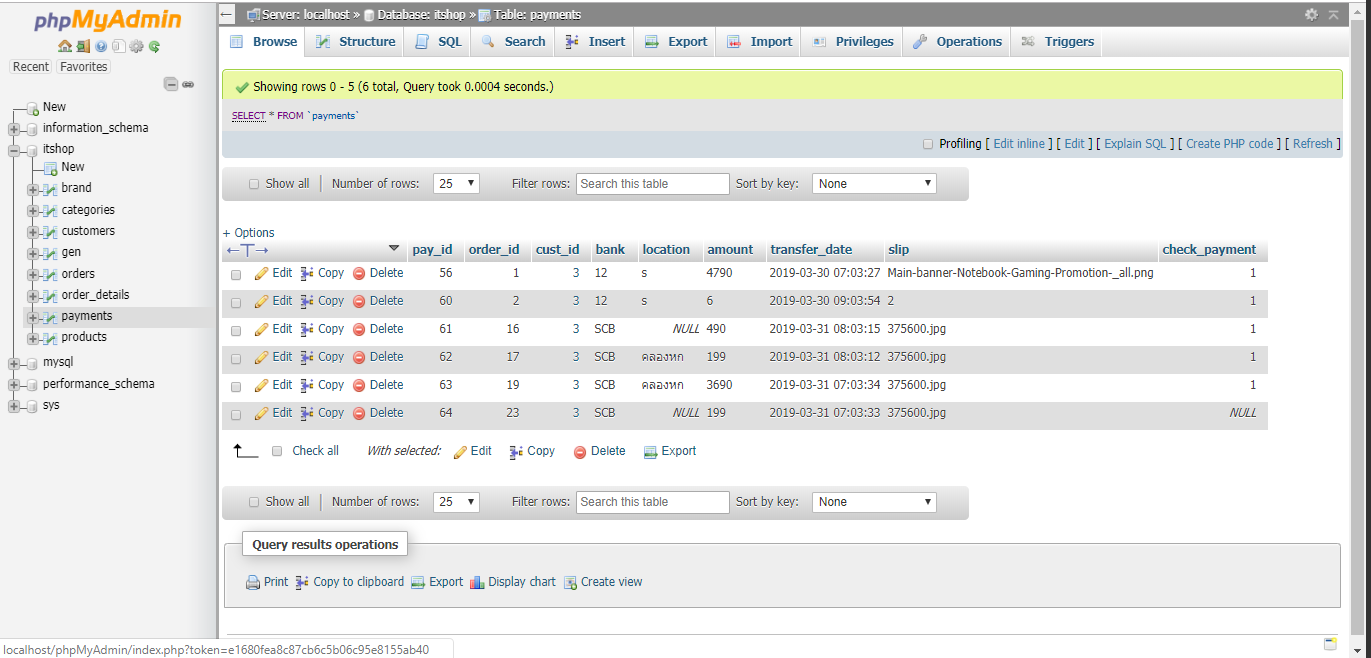 phpMyAdmin
Recent Favorites
New
information_schema
itshop
New
brand
categories
customers
gen
orders
order_details
payments
products
mysql
performance_schema
sys
Server: localhost » Database: itshop » Table: payments
Browse Structure SQL Search Insert Export Import Privileges Operations Triggers
Showing rows 0 - 5 (6 total, Query took 0.0004 seconds.)
SELECT * FROM `payments`
Profiling [ Edit inline ] [ Edit ] [ Explain SQL ] [ Create PHP code ] [ Refresh ]
Show all | Number of rows: 25 Filter rows: Search this table Sort by key: None
+ Options
←T→ pay_id order_id cust_id bank location amount transfer_date slip check_payment
Edit Copy Delete 56 1 3 12 s 4790 2019-03-30 07:03:27 Main-banner-Notebook-Gaming-Promotion-_all.png 1
Edit Copy Delete 60 2 3 12 s 6 2019-03-30 09:03:54 2 1
Edit Copy Delete 61 16 3 SCB NULL 490 2019-03-31 08:03:15 375600.jpg 1
Edit Copy Delete 62 17 3 SCB คลองหก 199 2019-03-31 08:03:12 375600.jpg 1
Edit Copy Delete 63 19 3 SCB คลองหก 3690 2019-03-31 07:03:34 375600.jpg 1
Edit Copy Delete 64 23 3 SCB NULL 199 2019-03-31 07:03:33 375600.jpg NULL
Check all With selected: Edit Copy Delete Export
Show all | Number of rows: 25 Filter rows: Search this table Sort by key: None
Query results operations
Print Copy to clipboard Export Display chart Create view
localhost/phpMyAdmin/index.php?token=e1680fea8c87cb6c5b06c95e8155ab40